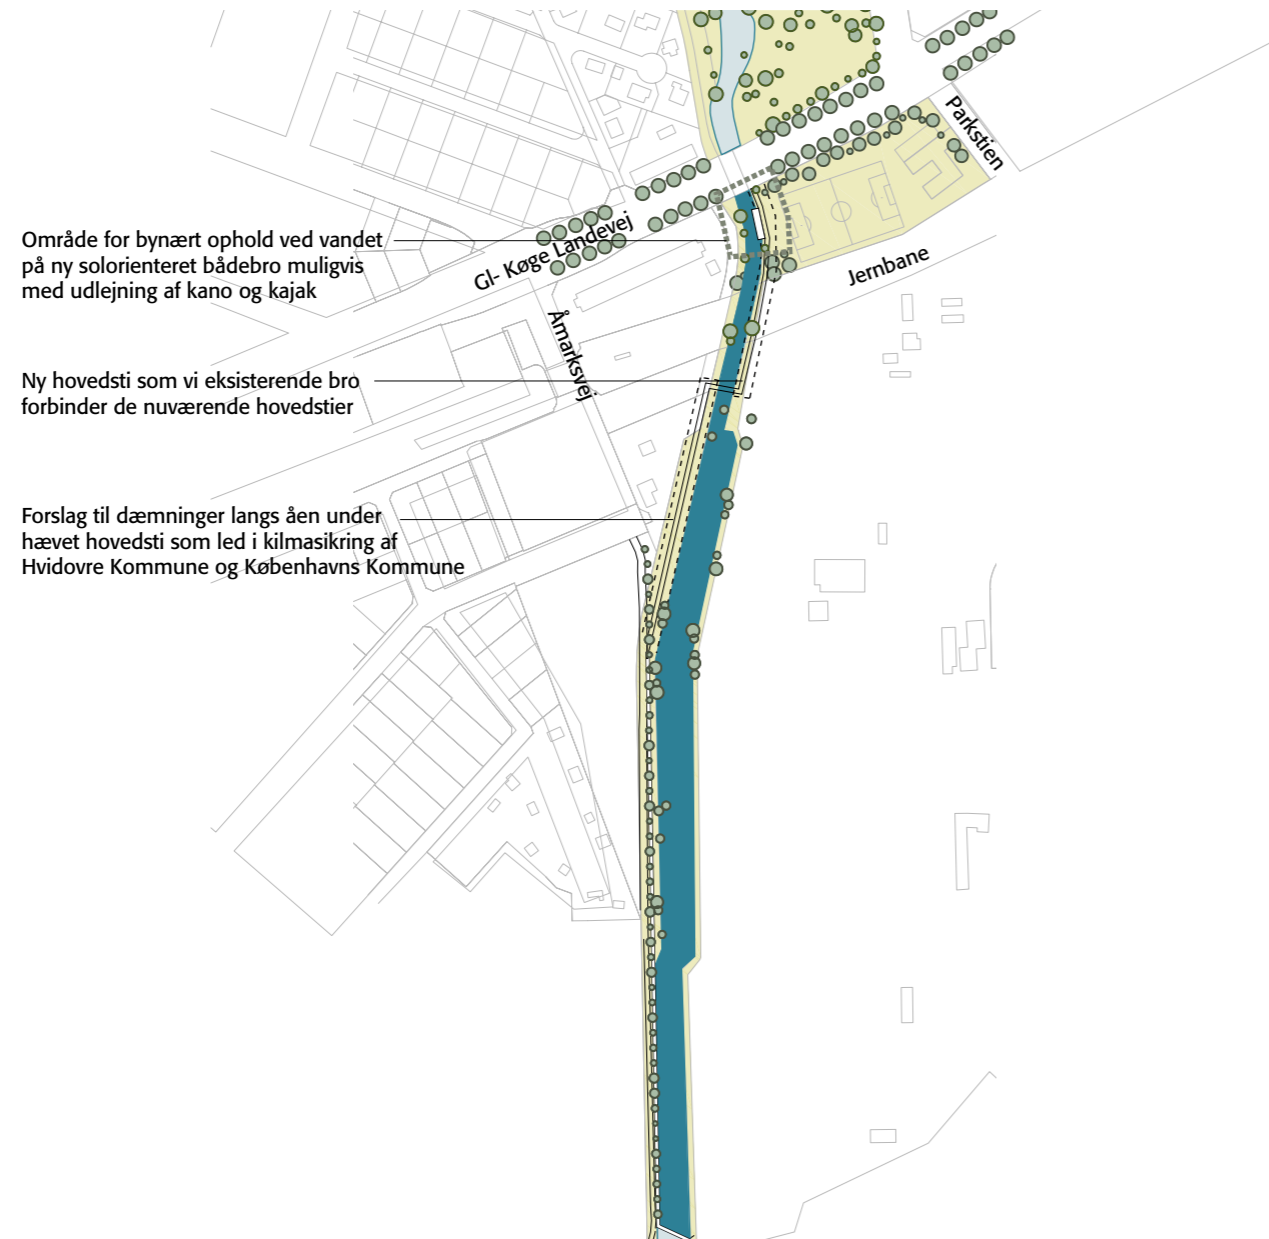 Parkstien
Område for bynært ophold ved vandet
på ny solorienteret bådebro muligvis
med udlejning af kano og kajak
Gl- Køge Landevej
Jernbane
Åmarksvej
Ny hovedsti som vi eksisterende bro
forbinder de nuværende hovedstier
Forslag til dæmninger langs åen under
hævet hovedsti som led i kilmasikring af
Hvidovre Kommune og Københavns Kommune